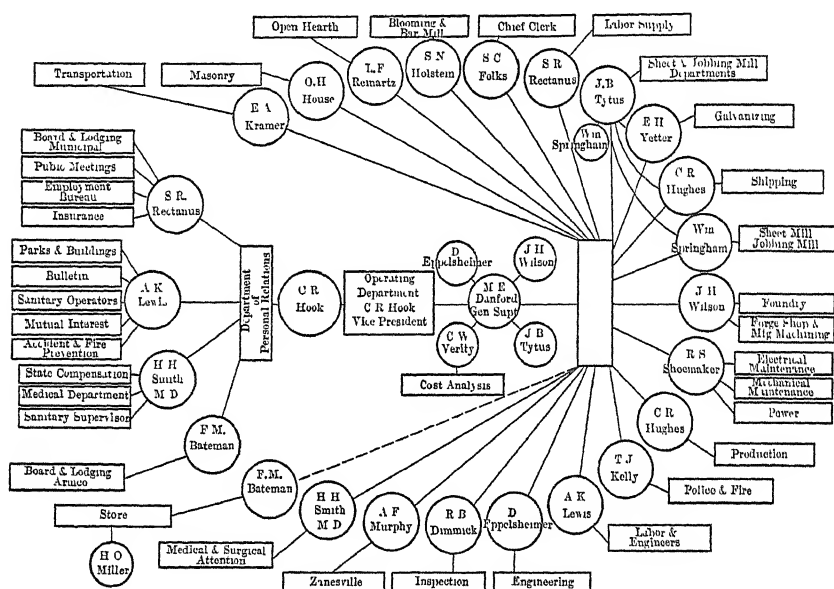 Open Hearth
Blooming &
Bar Mill
Chief Clerk
Labor Supply
Transportation
Masonry
E A
Kramer
O.H
House
L.F
Reinartz
S N
Holstein
S C
Folks
S R
Rectanus
J.B
Tytus
Sheet & Jobbing Mill
Departments
Wm
Springham
E H
Yetter
Galvanizing
C R
Hughes
Shipping
Wm
Springham
Sheet Mill
Jobbing Mill
J H
Wilson
Foundry
Forge Shop &
Mtg Machining
R S
Shoemaker
Electrical
Maintenance
Mechanical
Maintenance
Power
C R
Hughes
Production
T J
Kelly
Police & Fire
A K
Lewis
Labor &
Engineers
D
Eppelsheimer
Engineering
R B
Dimmick
Inspection
A F
Murphy
Zanesville
H H
Smith
M D
Medical & Surgical
Attention
F.M.
Bateman
Store
H O
Miller
Board & Lodging
Municipal
Pubic Meetings
Employment
Bureau
Insurance
S R.
Rectanus
Parks & Buildings
Bulletin
Sanitary Operators
Mutual Interest
Accident & Fire
Prevention
A K
Lewis
State Compensation
Medical Department
Sanitary Supervisor
H H
Smith
M D
F M.
Bateman
Board & Lodging
Armco
Department
of
Personal Relations
C R
Hook
Operating
Department
C R Hook
Vice President
D
Eppelsheimer
J H
Wilson
M E
Danford
Gen Supt
C W
Verity
J B
Tytus
Cost Analysis